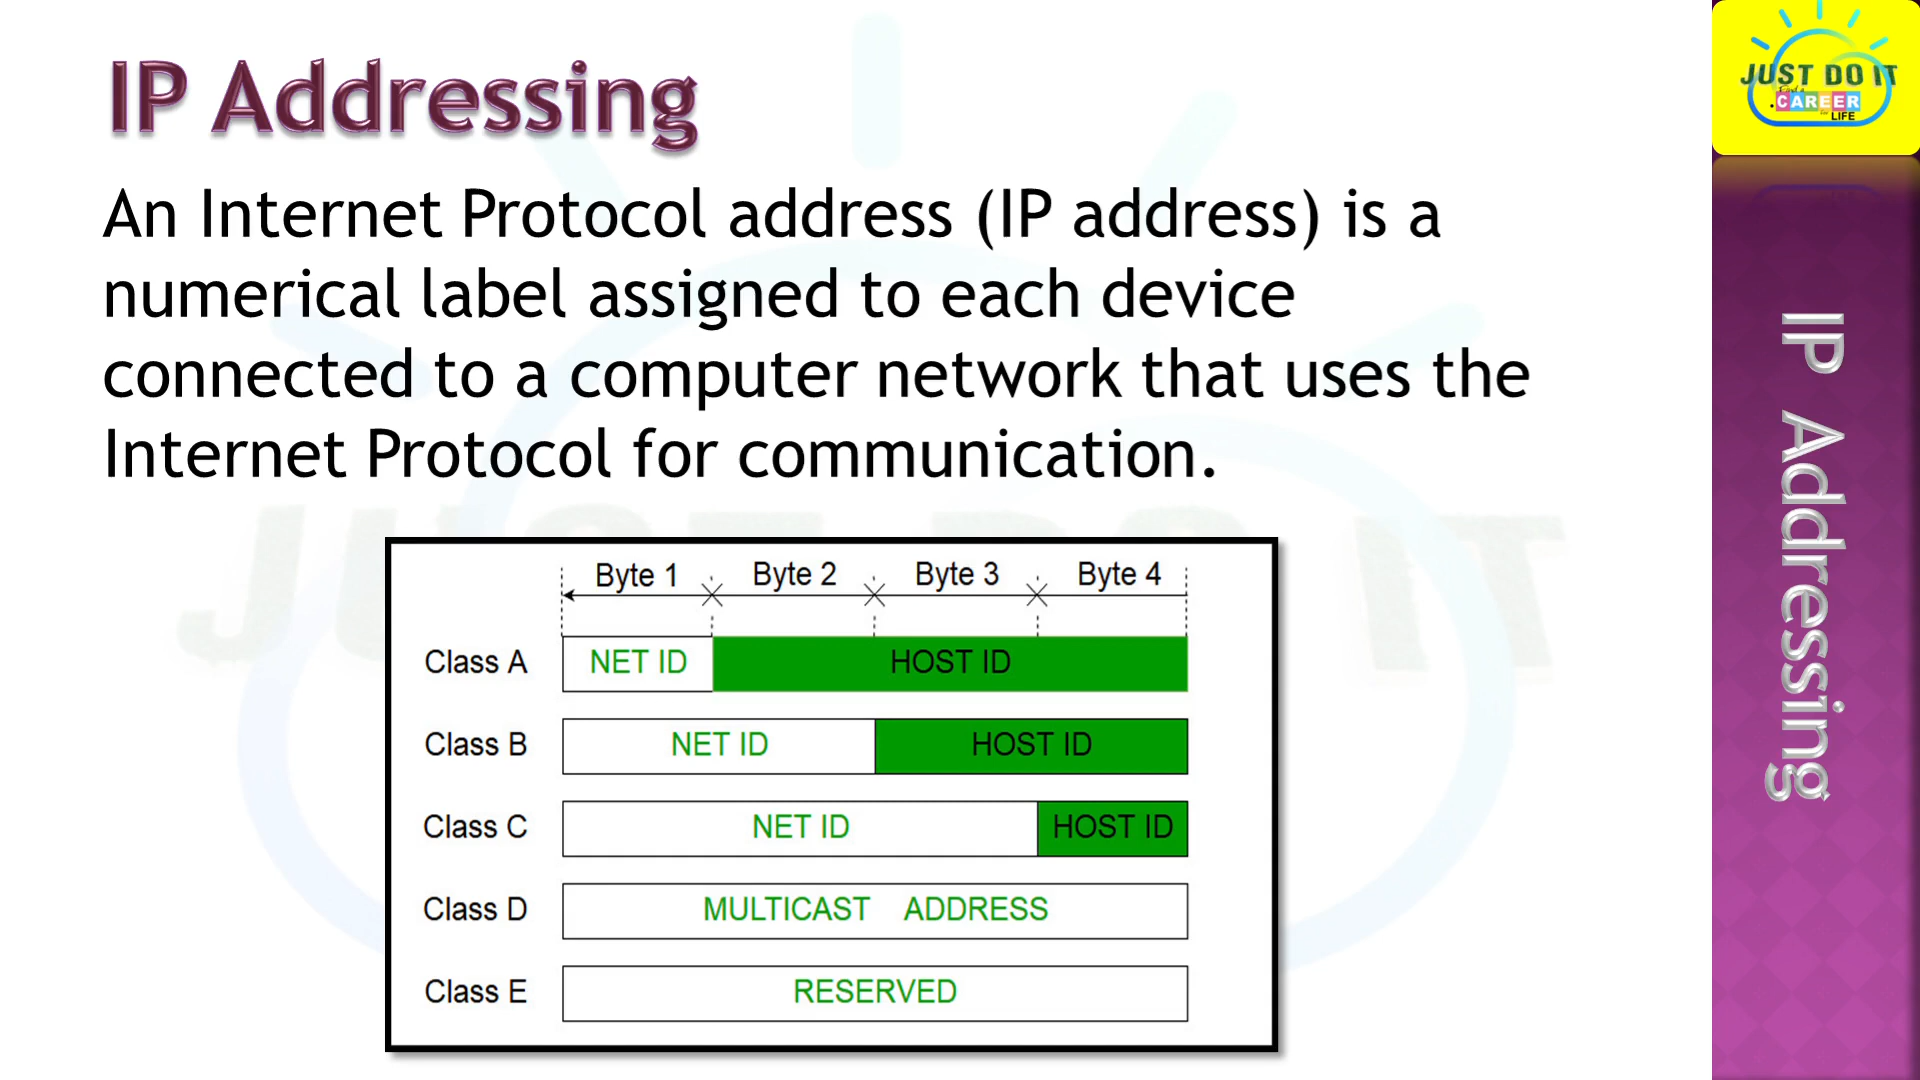 IP Addressing
An Internet Protocol address (IP address) is a
numerical label assigned to each device
connected to a computer network that uses the
Internet Protocol for communication.
Byte 1 Byte 2 Byte 3 Byte 4
Class A NET ID HOST ID
Class B NET ID HOST ID
Class C NET ID HOST ID
Class D MULTICAST ADDRESS
Class E RESERVED
JUST DO IT
JUST DO IT
CAREER
LIFE
IP Addressing